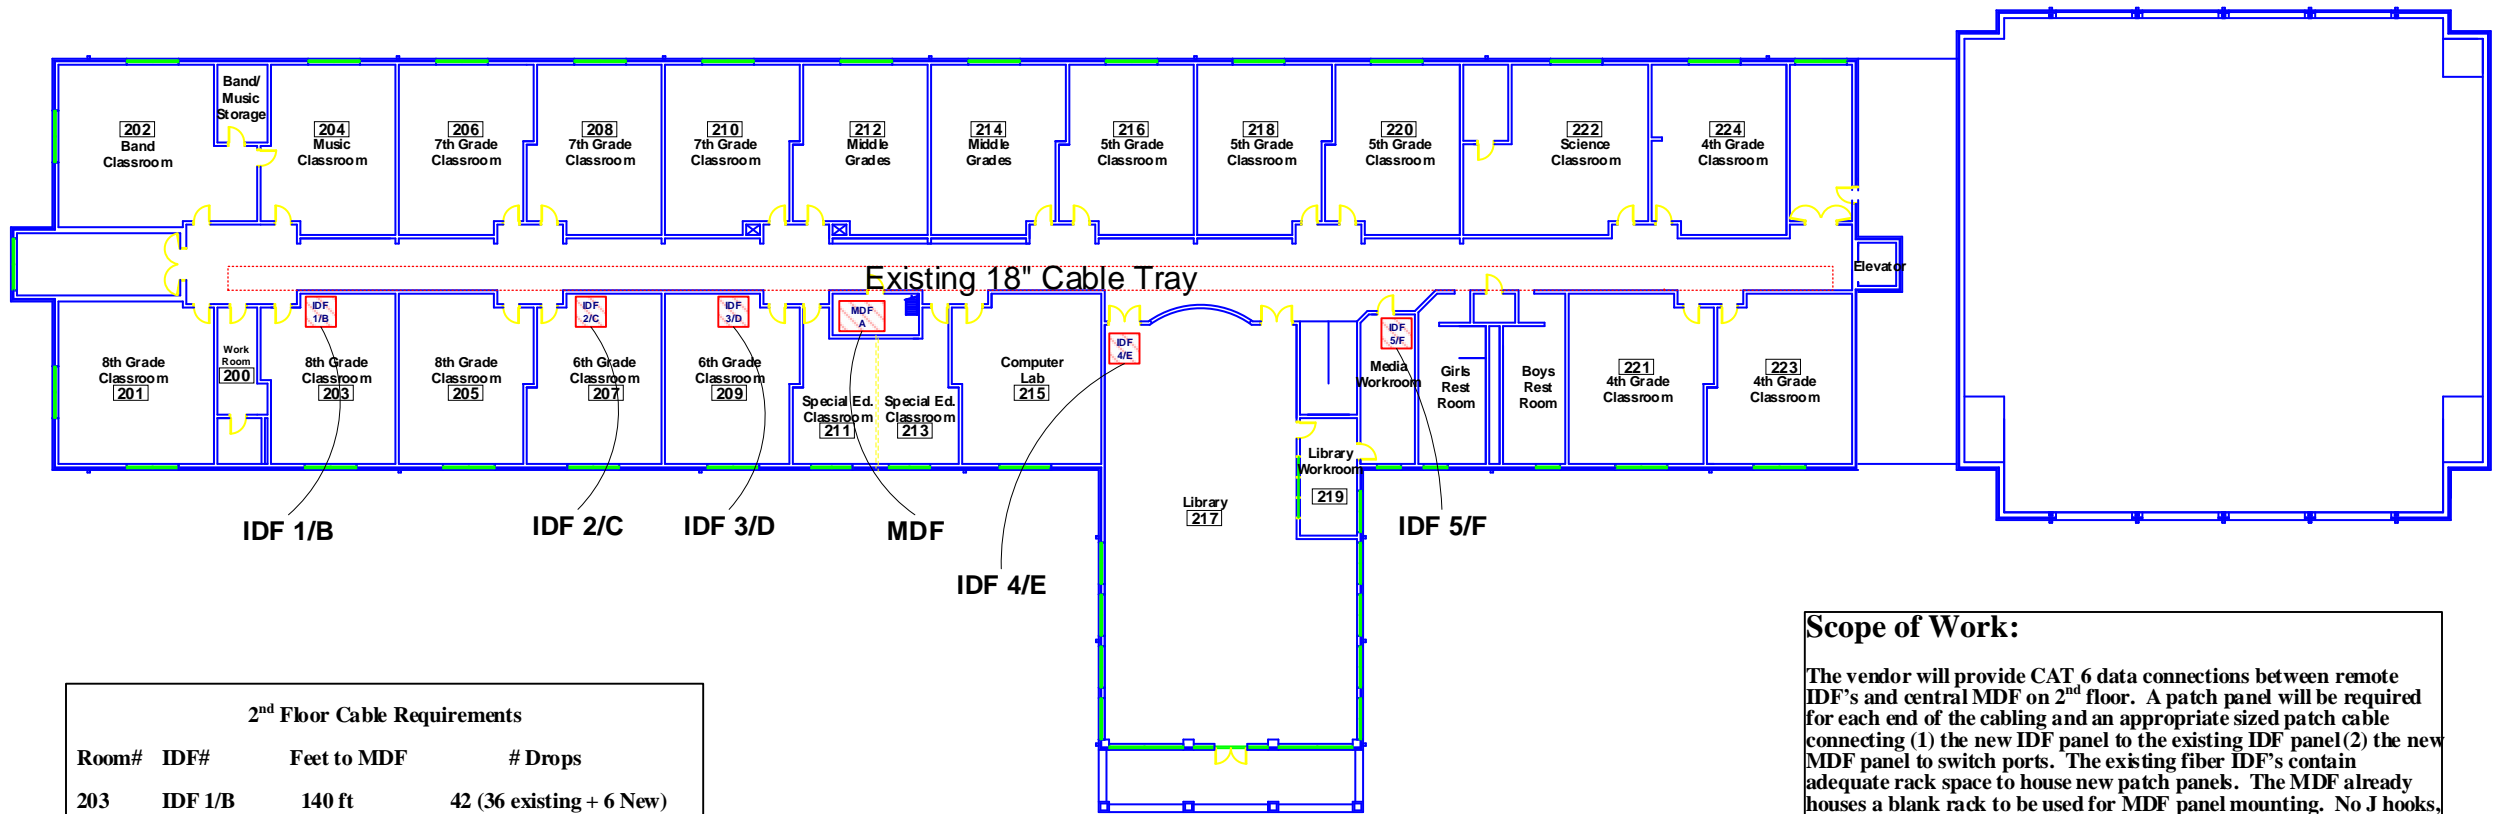 Band/
Music
Storage
202
Band
Classroom
204
Music
Classroom
206
7th Grade
Classroom
208
7th Grade
Classroom
210
7th Grade
Classroom
212
Middle
Grades
214
Middle
Grades
216
5th Grade
Classroom
218
5th Grade
Classroom
220
5th Grade
Classroom
222
Science
Classroom
224
4th Grade
Classroom
Existing 18" Cable Tray
Elevator
IDF
1/B
IDF
2/C
IDF
3/D
MDF
A
IDF
4/E
IDF
5/F
8th Grade
Classroom
201
Work
Room
200
8th Grade
Classroom
203
8th Grade
Classroom
205
6th Grade
Classroom
207
6th Grade
Classroom
209
Special Ed.
Classroom
211
Special Ed.
Classroom
213
Computer
Lab
215
Media
Workroom
Girls
Rest
Room
Boys
Rest
Room
221
4th Grade
Classroom
223
4th Grade
Classroom
Library
Workroom
219
Library
217
IDF 1/B
IDF 2/C
IDF 3/D
MDF
IDF 4/E
IDF 5/F
2nd Floor Cable Requirements
Room# IDF# Feet to MDF # Drops
203 IDF 1/B 140 ft 42 (36 existing + 6 New)
Scope of Work:
The vendor will provide CAT 6 data connections between remote
IDF's and central MDF on 2nd floor. A patch panel will be required
for each end of the cabling and an appropriate sized patch cable
connecting (1) the new IDF panel to the existing IDF panel (2) the new
MDF panel to switch ports. The existing fiber IDF's contain
adequate rack space to house new patch panels. The MDF already
houses a blank rack to be used for MDF panel mounting. No J hooks,